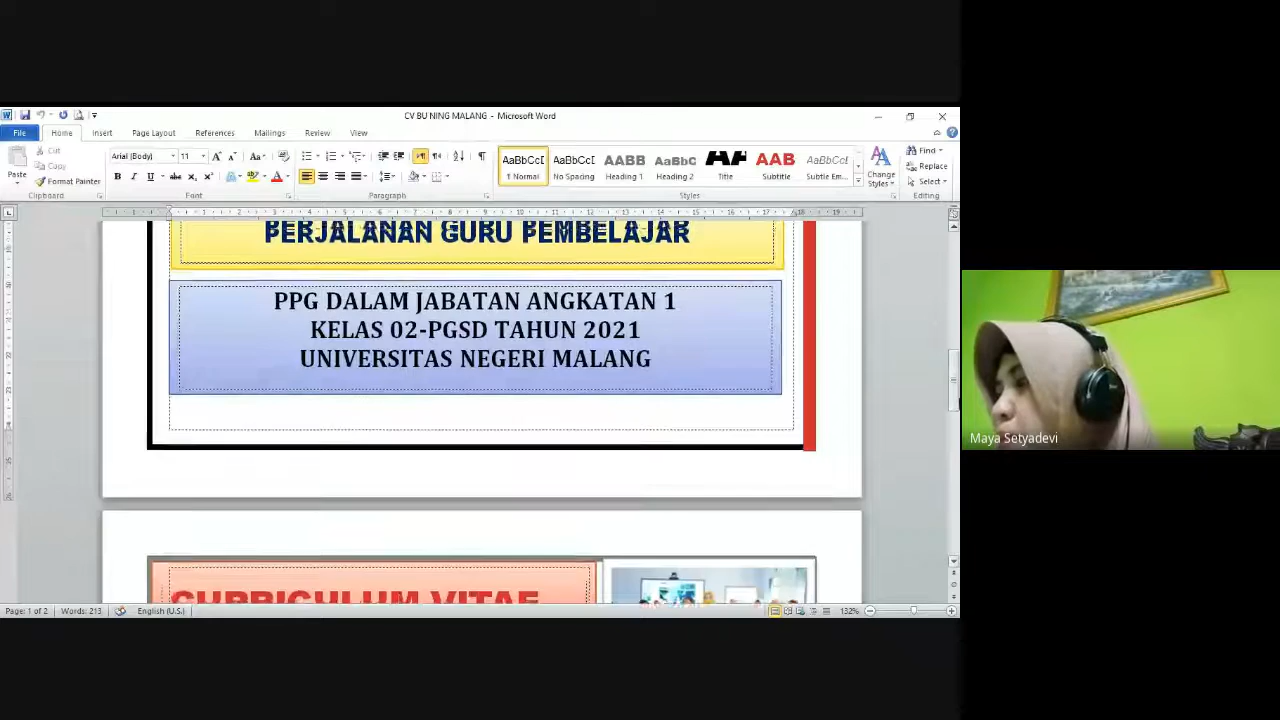 CV BU NING MALANG - Microsoft Word
File Home Insert Page Layout References Mailings Review View
Cut
Copy
Format Painter
Paste
Clipboard
Arial (Body) 11
Font
Paragraph
AaBbCcI AaBbCcI AABB AaBbC AAB AaBbCcI
1 Normal No Spacing Heading 1 Heading 2 Title Subtitle Subtle Em...
Styles
Change
Styles
Find
Replace
Select
Editing
PERJALANAN GURU PEMBELAJAR
PPG DALAM JABATAN ANGKATAN 1
KELAS 02-PGSD TAHUN 2021
UNIVERSITAS NEGERI MALANG
CURRICULUM VITAE
Page: 1 of 2 Words: 213 English (U.S.) 132%
Maya Setyadevi